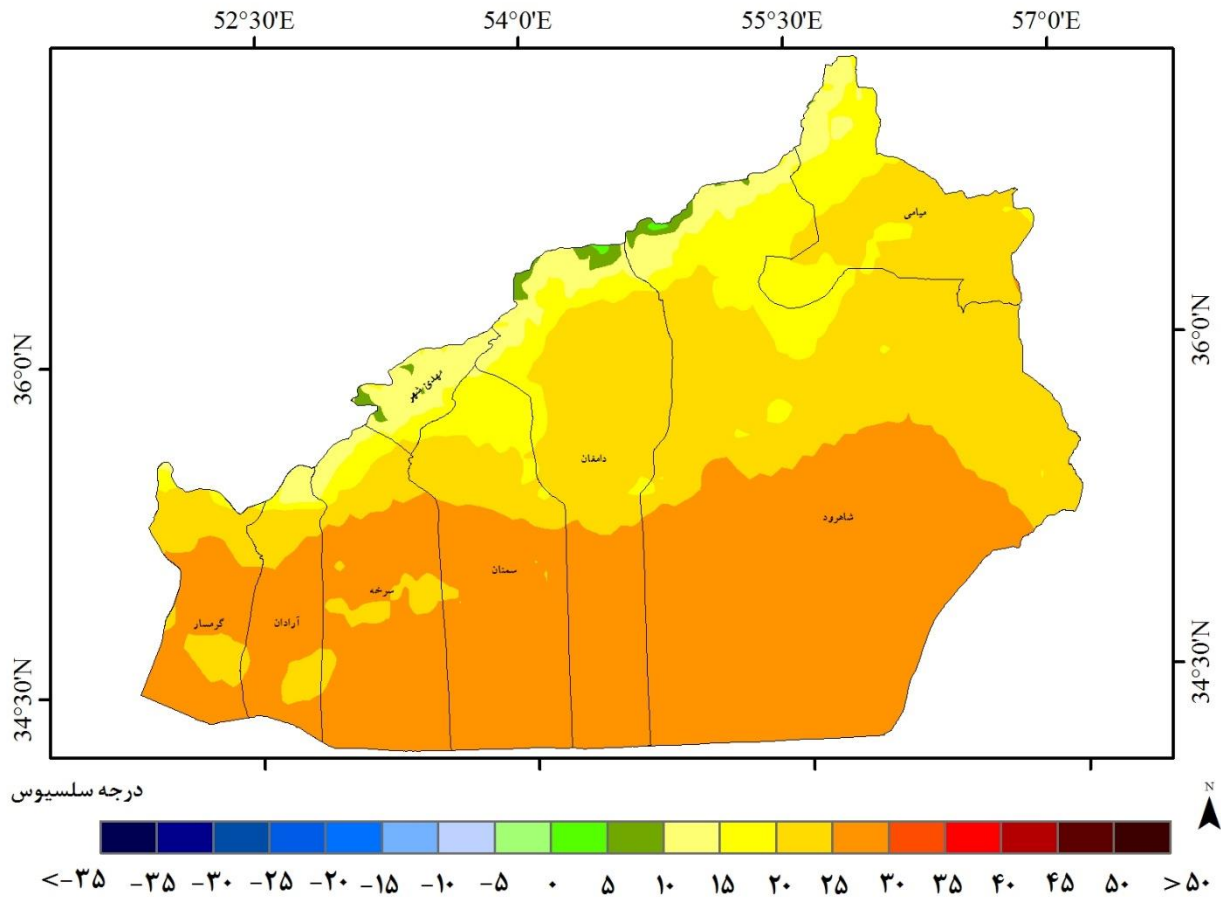 52°30'E 54°0'E 55°30'E 57°0'E
میامی
36°0'N
36°0'N
مهدیشهر
دامغان
شاهرود
سمنان
سرخه
آرادان
گرمسار
34°30'N
34°30'N
درجه سلسیوس
N
<-۳۵ -۳۵ -۳۰ -۲۵ -۲۰ -۱۵ -۱۰ -۵ ۰ ۵ ۱۰ ۱۵ ۲۰ ۲۵ ۳۰ ۳۵ ۴۰ ۴۵ ۵۰ >۵۰